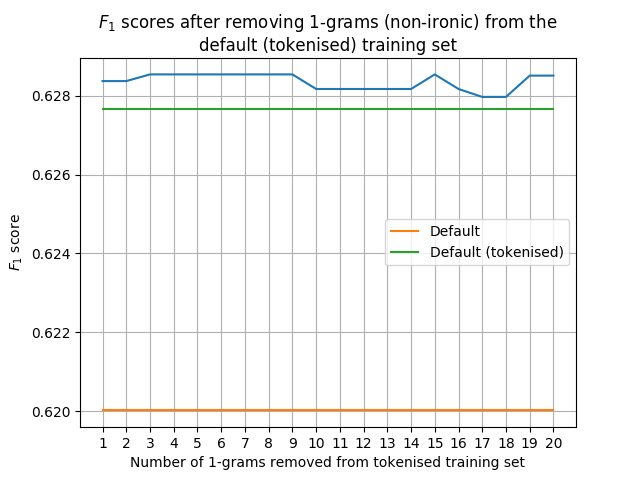 F1 scores after removing 1-grams (non-ironic) from the
default (tokenised) training set
0.628
0.626
0.624
0.622
0.620
F1 score
Default
Default (tokenised)
1 2 3 4 5 6 7 8 9 10 11 12 13 14 15 16 17 18 19 20
Number of 1-grams removed from tokenised training set